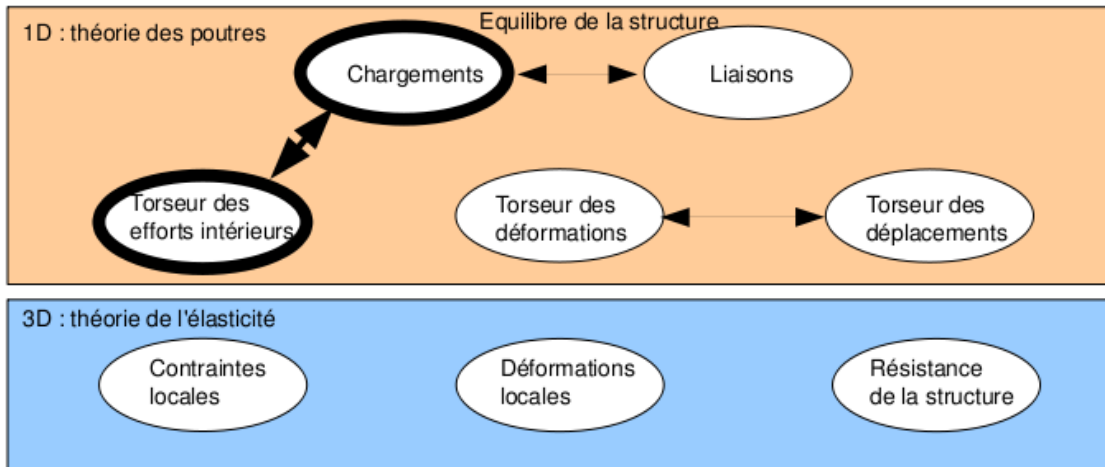 Equilibre de la structure
1D : théorie des poutres
Chargements
Liaisons
Torseur des
efforts intérieurs
Torseur des
déformations
Torseur des
déplacements
3D : théorie de l'élasticité
Contraintes
locales
Déformations
locales
Résistance
de la structure